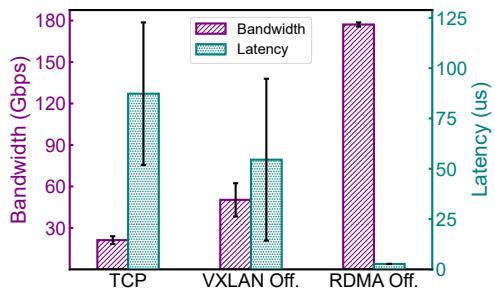 Bandwidth (Gbps)
180
150
120
90
60
30
Bandwidth
Latency
125
100
75
50
25
0
Latency (us)
TCP
VXLAN Off.
RDMA Off.